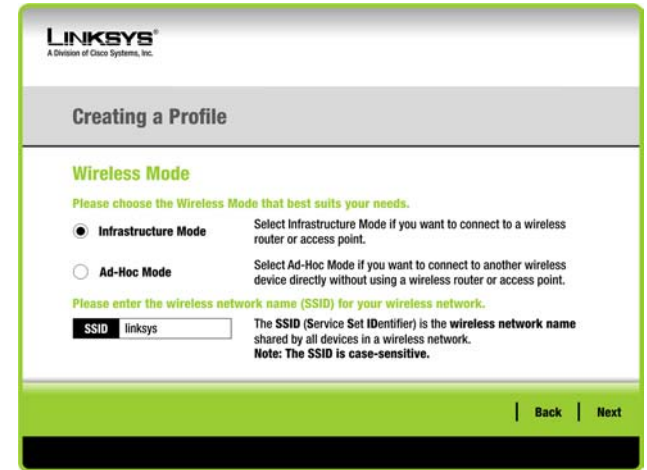 LINKSYS®
A Division of Cisco Systems, Inc.
Creating a Profile
Wireless Mode
Please choose the Wireless Mode that best suits your needs.
Infrastructure Mode
Select Infrastructure Mode if you want to connect to a wireless
router or access point.
Ad-Hoc Mode
Select Ad-Hoc Mode if you want to connect to another wireless
device directly without using a wireless router or access point.
Please enter the wireless network name (SSID) for your wireless network.
SSID linksys
The SSID (Service Set IDentifier) is the wireless network name
shared by all devices in a wireless network.
Note: The SSID is case-sensitive.
Back Next